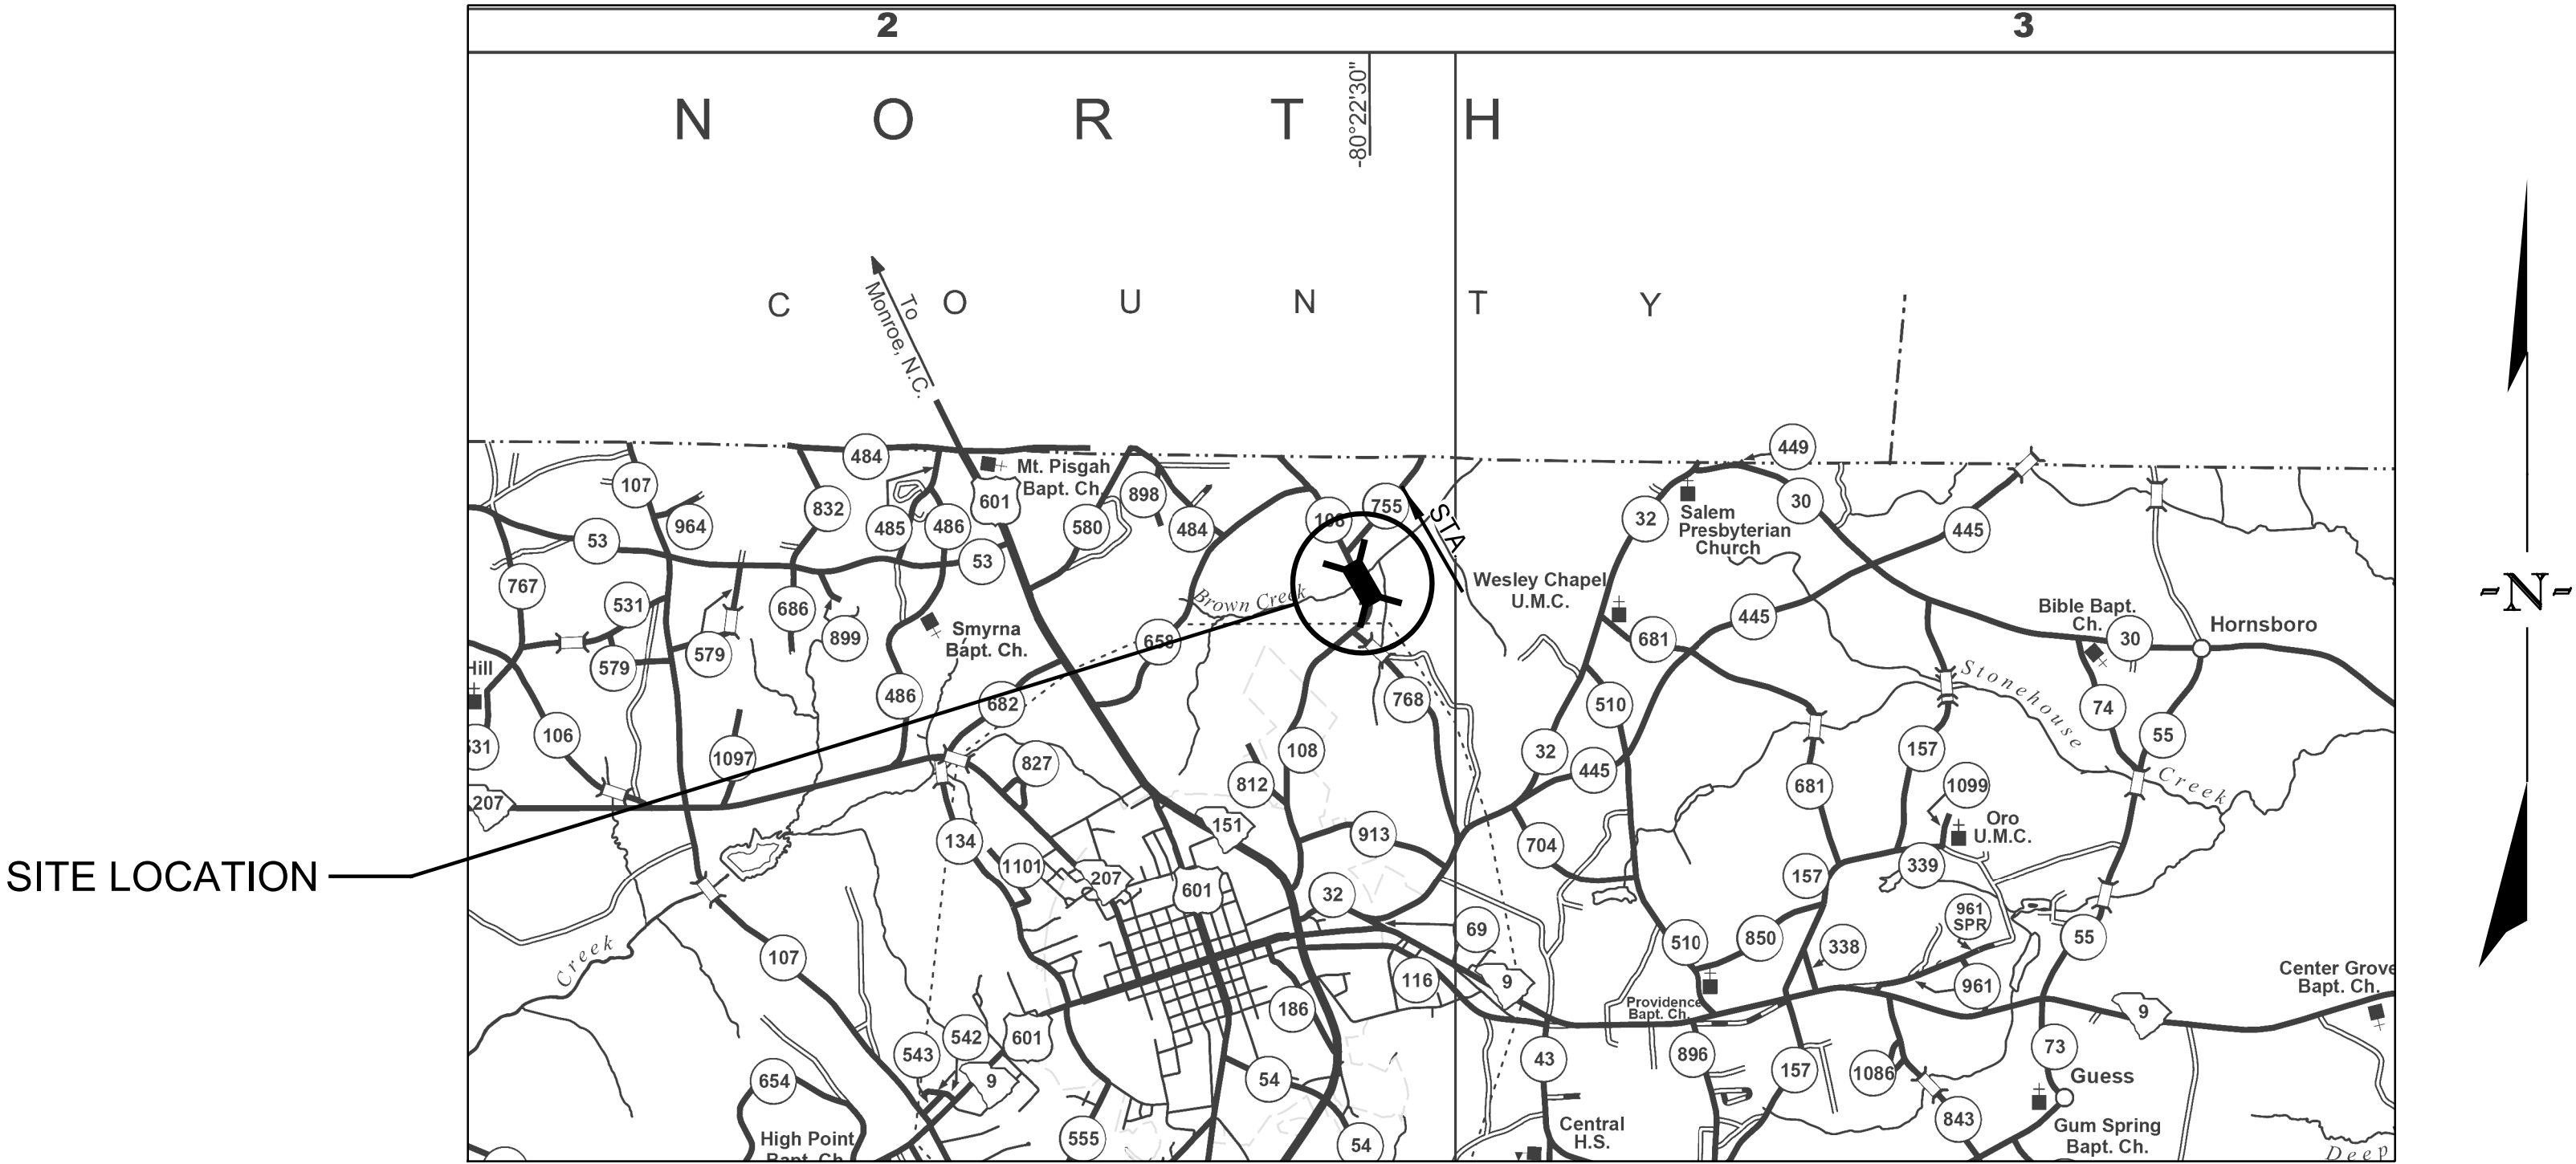 2
3
N O R T H
-80°22'30"
C O U N T Y
To
Monroe, N.C.
449
484
Mt. Pisgah
Bapt. Ch.
107
601
898
755
30
832
108
Salem
Presbyterian
Church
32
964
485
486
580
484
STA.
445
53
53
767
Wesley Chapel
U.M.C.
531
686
Brown Creek
445
Bible Bapt.
Ch.
899
Smyrna
Bapt. Ch.
658
681
30
Hornsboro
579
579
Hill
486
682
768
510
Stonehouse
74
106
108
32
157
55
1097
827
445
Creek
812
681
1099
207
151
Oro
U.M.C.
134
913
704
SITE LOCATION
1101
207
601
32
157
339
961
SPR
69
Creek
107
510
850
338
55
116
9
961
Center Grove
Bapt. Ch.
186
Providence
Bapt. Ch.
9
542
601
543
43
896
73
654
9
54
157
1086
Guess
555
54
Central
H.S.
843
Gum Spring
Bapt. Ch.
High Point
Bapt. Ch.
Deep
-N-